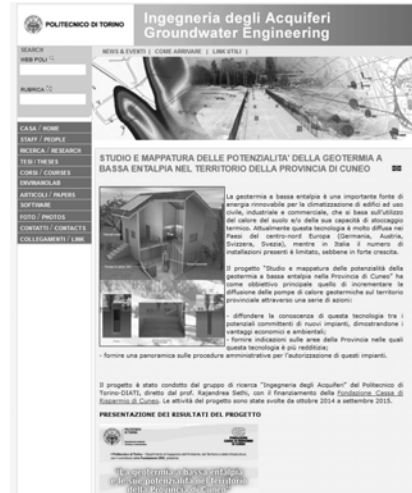 POLITECNICO DI TORINO
Ingegneria degli Acquiferi
Groundwater Engineering
SEARCH
WEB POLI
RUBRICA
NEWS & EVENTI | COME ARRIVARE | LINK UTILI |
CASA / HOME
STAFF / PEOPLE
RICERCA / RESEARCH
TESI / THESES
CORSI / COURSES
ENVIMANOLAB
ARTICOLI / PAPERS
SOFTWARE
FOTO / PHOTOS
CONTATTI / CONTACTS
COLLEGAMENTI / LINK
STUDIO E MAPPATURA DELLE POTENZIALITA' DELLA GEOTERMIA A
BASSA ENTALPIA NEL TERRITORIO DELLA PROVINCIA DI CUNEO
La geotermia a bassa entalpia è una importante fonte di
energia rinnovabile per la climatizzazione di edifici ad uso
civile, industriale e commerciale, che si basa sull'utilizzo
del calore del suolo e/o della sua capacità di stoccaggio
termico. Attualmente questa tecnologia è molto diffusa nei
Paesi del centro-nord Europa (Germania, Austria,
Svizzera, Svezia), mentre in Italia il numero di
installazioni presenti è limitato, sebbene in forte crescita.
Il progetto "Studio e mappatura delle potenzialità della
geotermia a bassa entalpia nella Provincia di Cuneo" ha
come obbiettivo principale quello di incrementare la
diffusione delle pompe di calore geotermiche sul territorio
provinciale attraverso una serie di azioni:
- diffondere la conoscenza di questa tecnologia tra i
potenziali committenti di nuovi impianti, dimostrandone i
vantaggi economici e ambientali;
- fornire indicazioni sulle aree della Provincia nelle quali
questa tecnologia è più redditizia;
- fornire una panoramica sulle procedure amministrative per l'autorizzazione di questi impianti.
Il progetto è stato condotto dal gruppo di ricerca "Ingegneria degli Acquiferi" del Politecnico di
Torino-DIATI, diretto dal prof. Rajandrea Sethi, con il finanziamento della Fondazione Cassa di
Risparmio di Cuneo. Le attività del progetto sono state svolte da ottobre 2014 a settembre 2015.
PRESENTAZIONE DEI RISULTATI DEL PROGETTO
"La geotermia a bassa entalpia
e le sue potenzialità nel territorio
della Provincia di Cuneo"